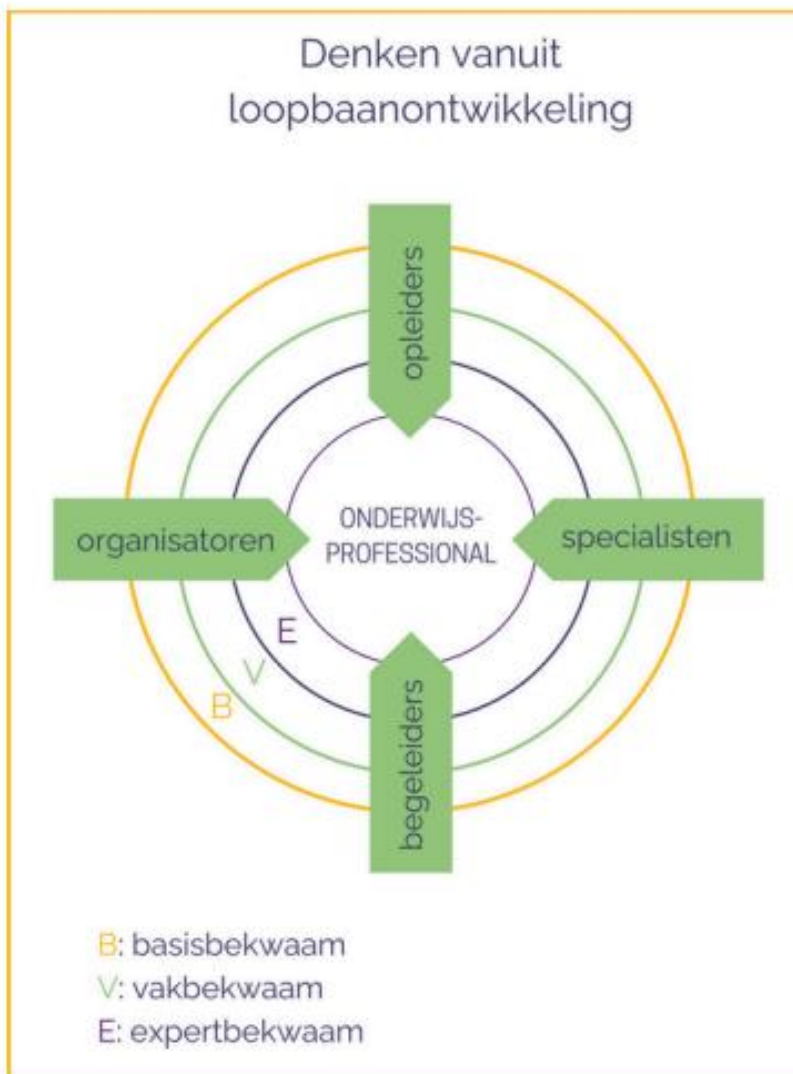 Denken vanuit
loopbaanontwikkeling
opleiders
organisatoren
ONDERWIJS-
PROFESSIONAL
specialisten
E
V
B
begeleiders
B: basisbekwaam
V: vakbekwaam
E: expertbekwaam